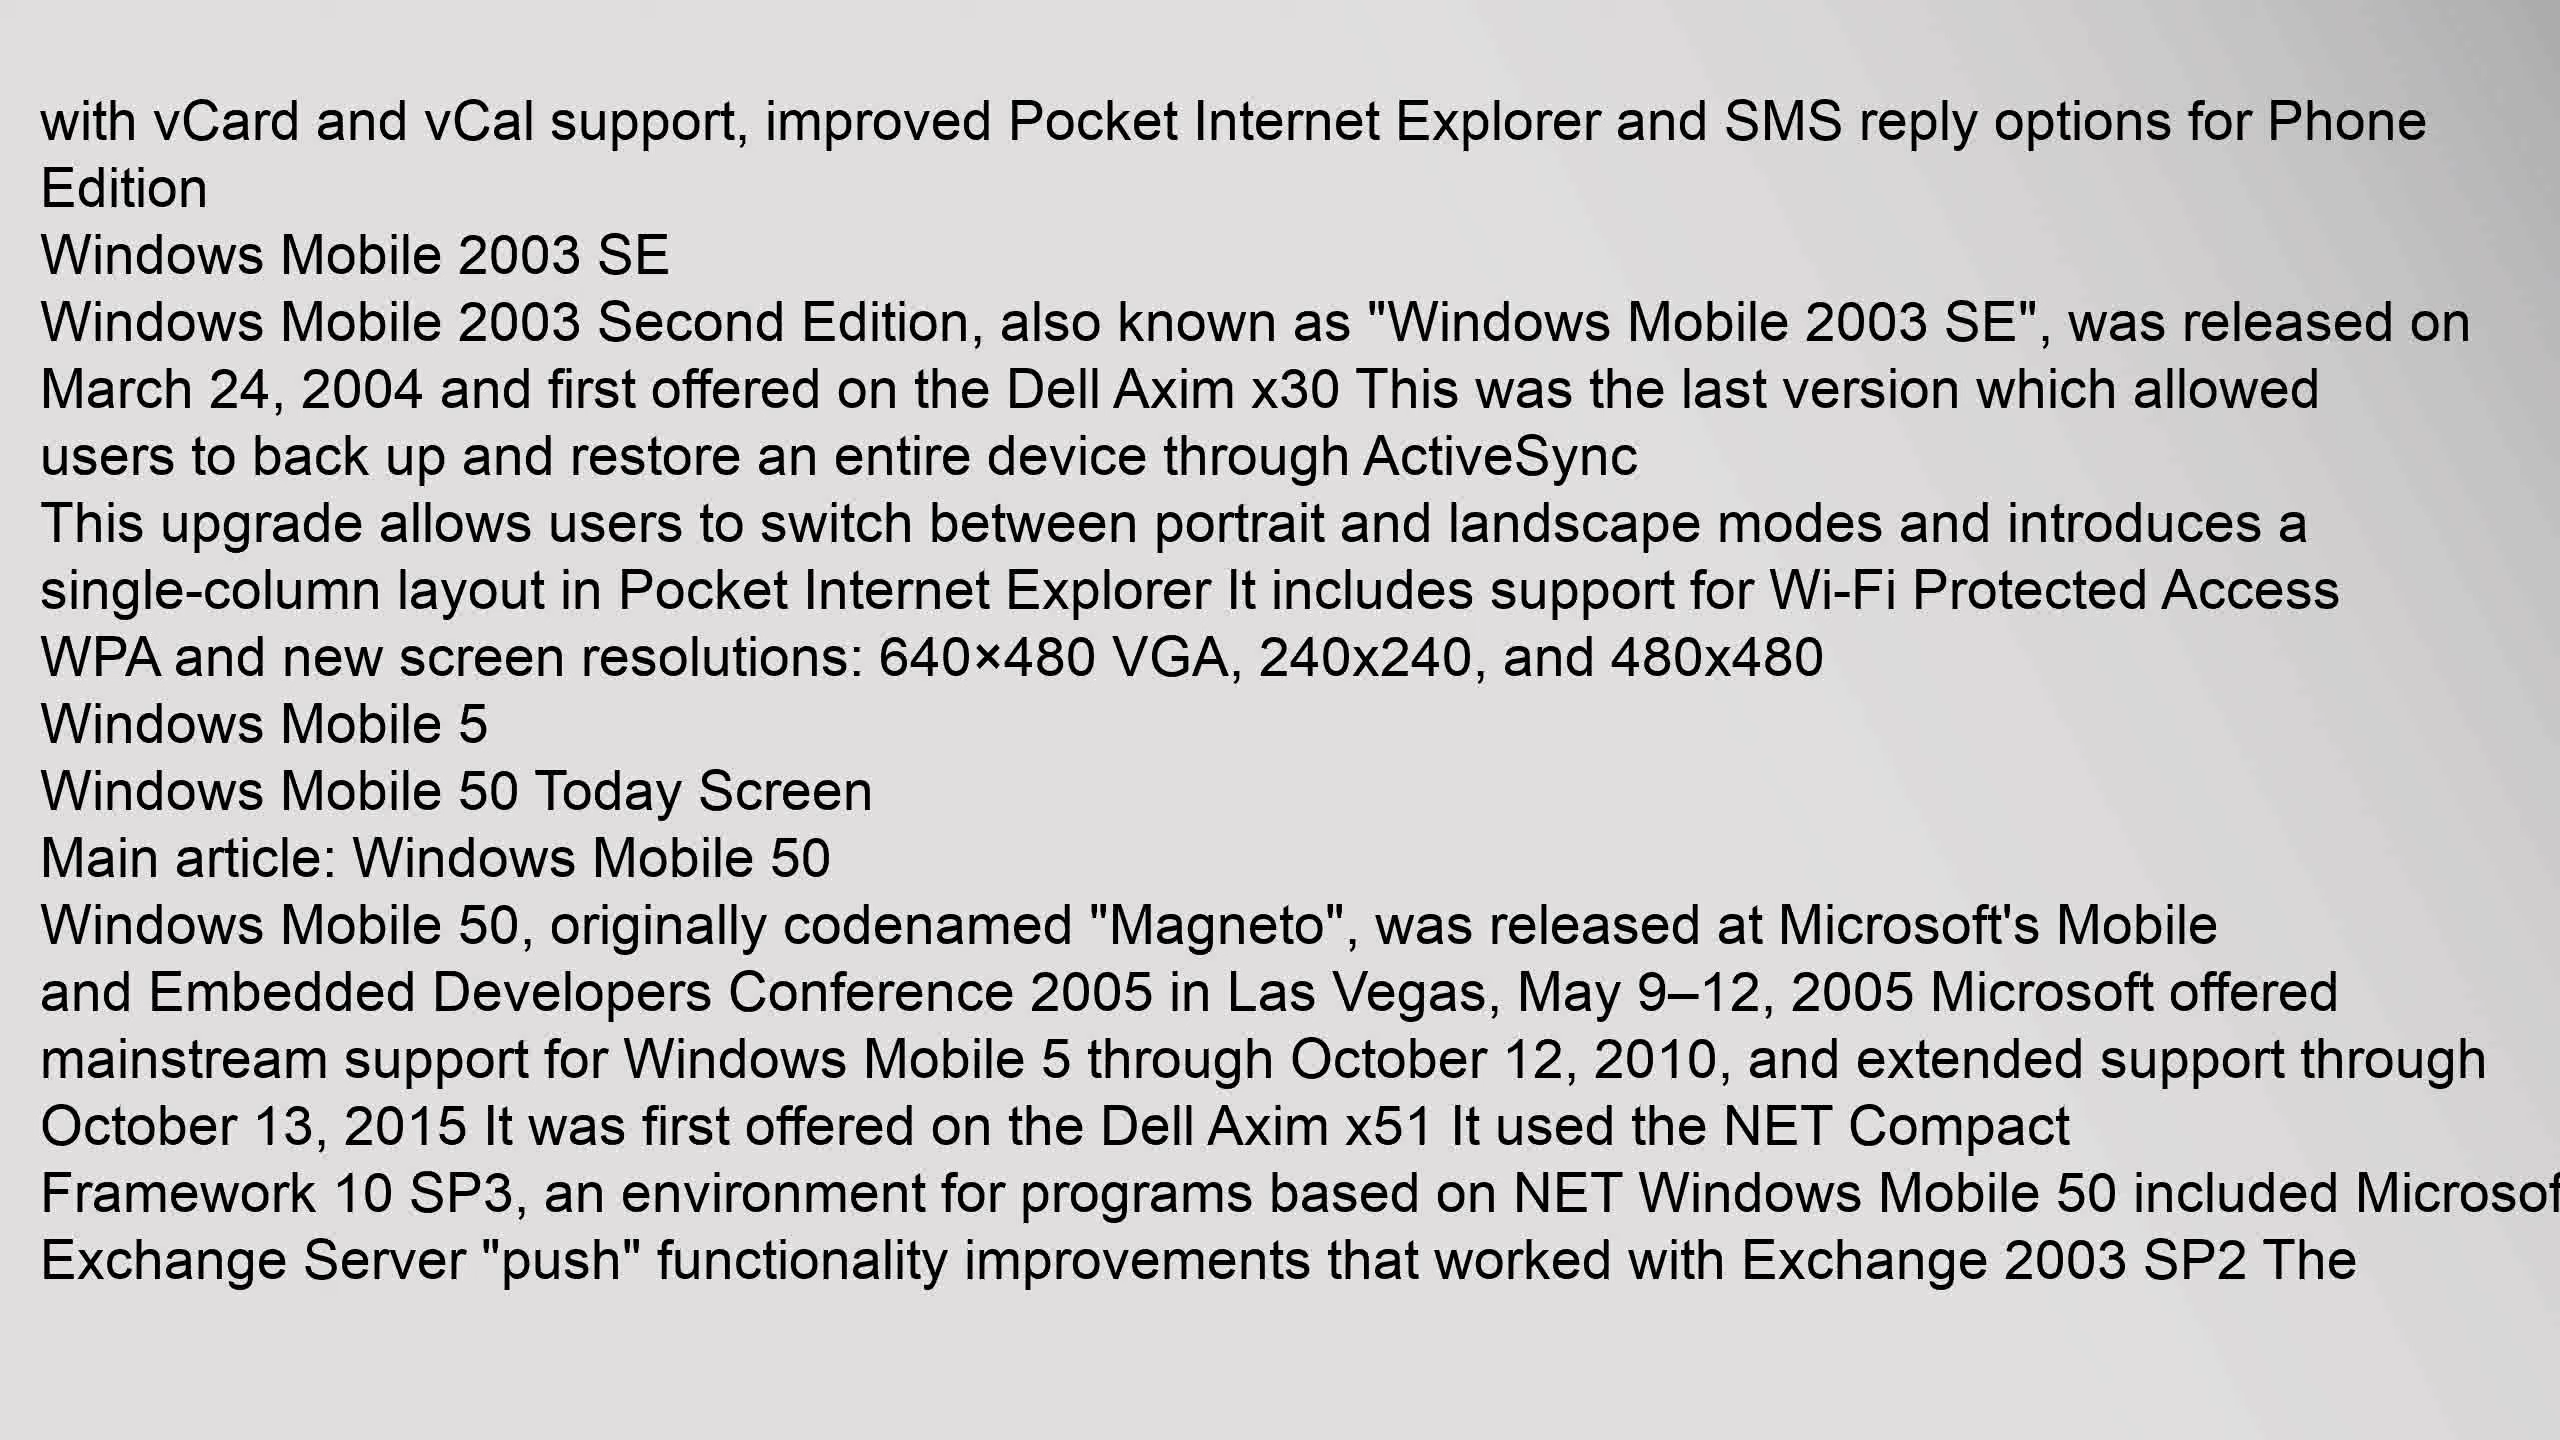 with vCard and vCal support, improved Pocket Internet Explorer and SMS reply options for Phone
Edition
Windows Mobile 2003 SE
Windows Mobile 2003 Second Edition, also known as "Windows Mobile 2003 SE", was released on
March 24, 2004 and first offered on the Dell Axim x30 This was the last version which allowed
users to back up and restore an entire device through ActiveSync
This upgrade allows users to switch between portrait and landscape modes and introduces a
single-column layout in Pocket Internet Explorer It includes support for Wi-Fi Protected Access
WPA and new screen resolutions: 640×480 VGA, 240x240, and 480x480
Windows Mobile 5
Windows Mobile 50 Today Screen
Main article: Windows Mobile 50
Windows Mobile 50, originally codenamed "Magneto", was released at Microsoft's Mobile
and Embedded Developers Conference 2005 in Las Vegas, May 9–12, 2005 Microsoft offered
mainstream support for Windows Mobile 5 through October 12, 2010, and extended support through
October 13, 2015 It was first offered on the Dell Axim x51 It used the NET Compact
Framework 10 SP3, an environment for programs based on NET Windows Mobile 50 included Microsof
Exchange Server "push" functionality improvements that worked with Exchange 2003 SP2 The